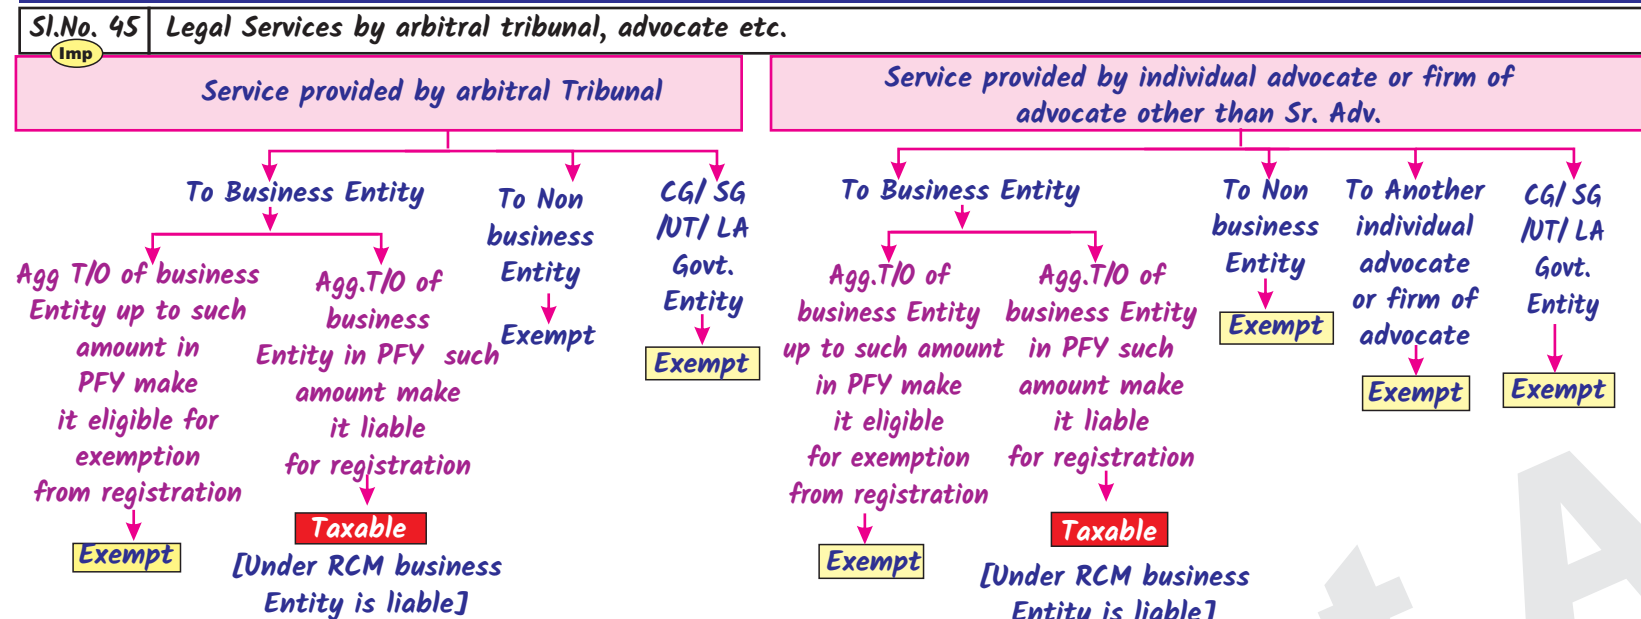 Sl.No. 45
Legal Services by arbitral tribunal, advocate etc.
Imp
Service provided by arbitral Tribunal
To Business Entity
Agg T/O of business
Entity up to such
amount in
PFY make
it eligible for
exemption
from registration
Exempt
Agg.T/O of
business
Entity in PFY such
amount make
it liable
for registration
Taxable
[Under RCM business
Entity is liable]
To Non
business
Entity
Exempt
CG/ SG
/UT/ LA
Govt.
Entity
Exempt
Service provided by individual advocate or firm of
advocate other than Sr. Adv.
To Business Entity
Agg.T/O of
business Entity
up to such amount
in PFY make
it eligible
for exemption
from registration
Exempt
Agg.T/O of
business Entity
in PFY such
amount make
it liable
for registration
Taxable
[Under RCM business
Entity is liable]
To Non
business
Entity
Exempt
To Another
individual
advocate
or firm of
advocate
Exempt
CG/ SG
/UT/ LA
Govt.
Entity
Exempt